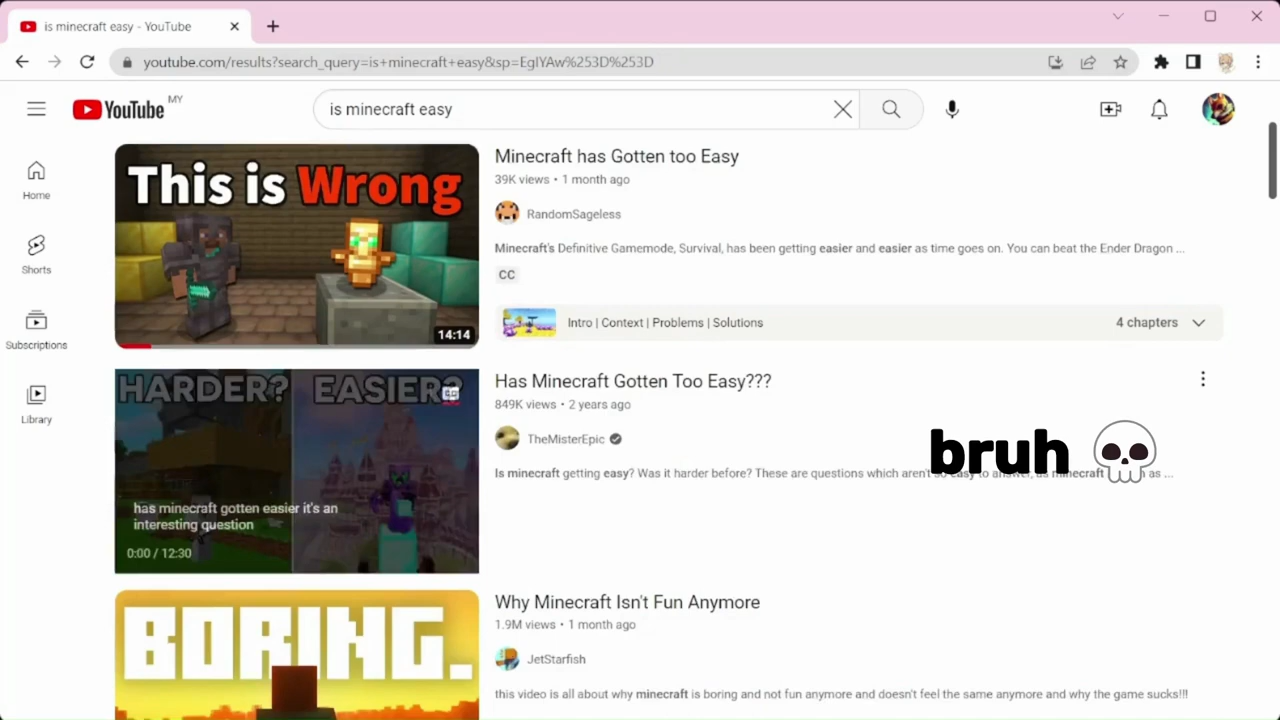 is minecraft easy - YouTube
youtube.com/results?search_query=is+minecraft+easy&sp=EgIYAw%253D%253D
YouTube MY
is minecraft easy
Home
Shorts
Subscriptions
Library
This is Wrong
14:14
Minecraft has Gotten too Easy
39K views • 1 month ago
RandomSageless
Minecraft's Definitive Gamemode, Survival, has been getting easier and easier as time goes on. You can beat the Ender Dragon ...
CC
Intro | Context | Problems | Solutions
4 chapters
HARDER? EASIER?
has minecraft gotten easier it's an
interesting question
0:00 / 12:30
Has Minecraft Gotten Too Easy???
849K views • 2 years ago
TheMisterEpic
bruh 💀
Is minecraft getting easy? Was it harder before? These are questions which aren't so easy to answer, as minecraft as ...
BORING.
Why Minecraft Isn't Fun Anymore
1.9M views • 1 month ago
JetStarfish
this video is all about why minecraft is boring and not fun anymore and doesn't feel the same anymore and why the game sucks!!!